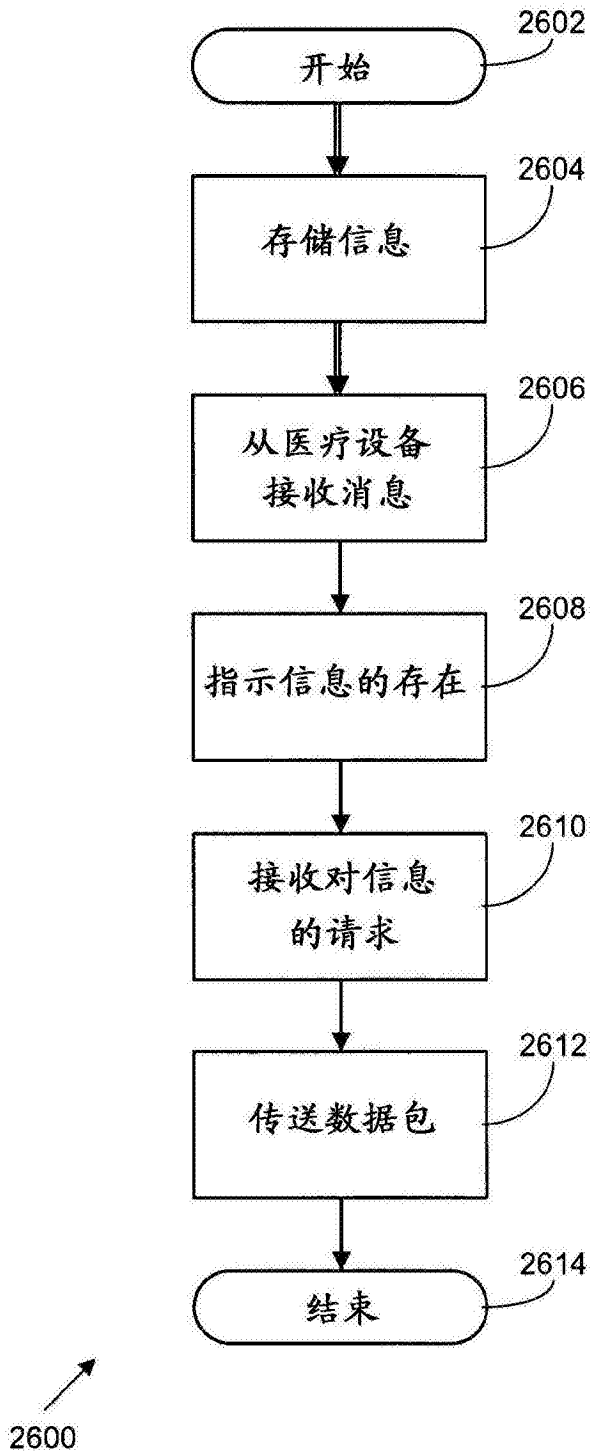 2602
开始
2604
存储信息
2606
从医疗设备
接收消息
2608
指示信息的存在
2610
接收对信息
的请求
2612
传送数据包
2614
结束
2600